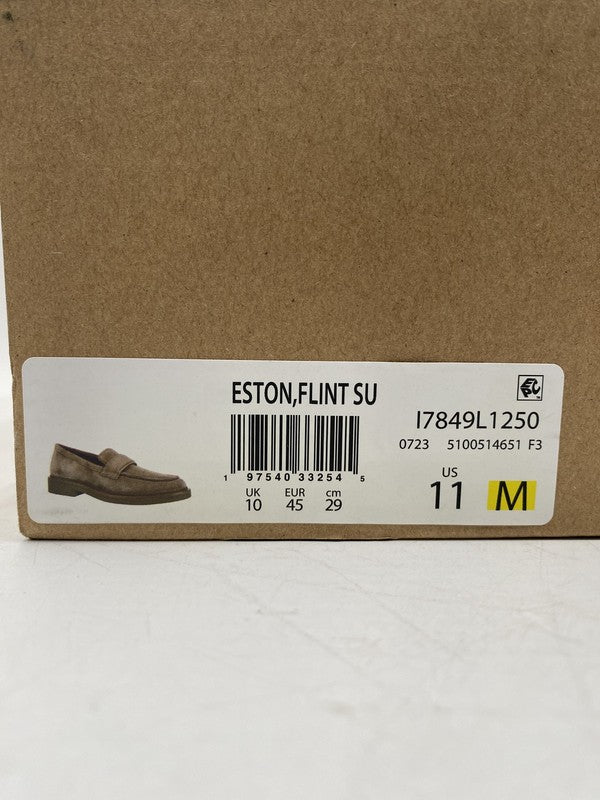 ESTON,FLINT SU
I7849L1250
0723 5100514651 F3
1 97540 33254 5
UK EUR cm
10 45 29
US
11 M